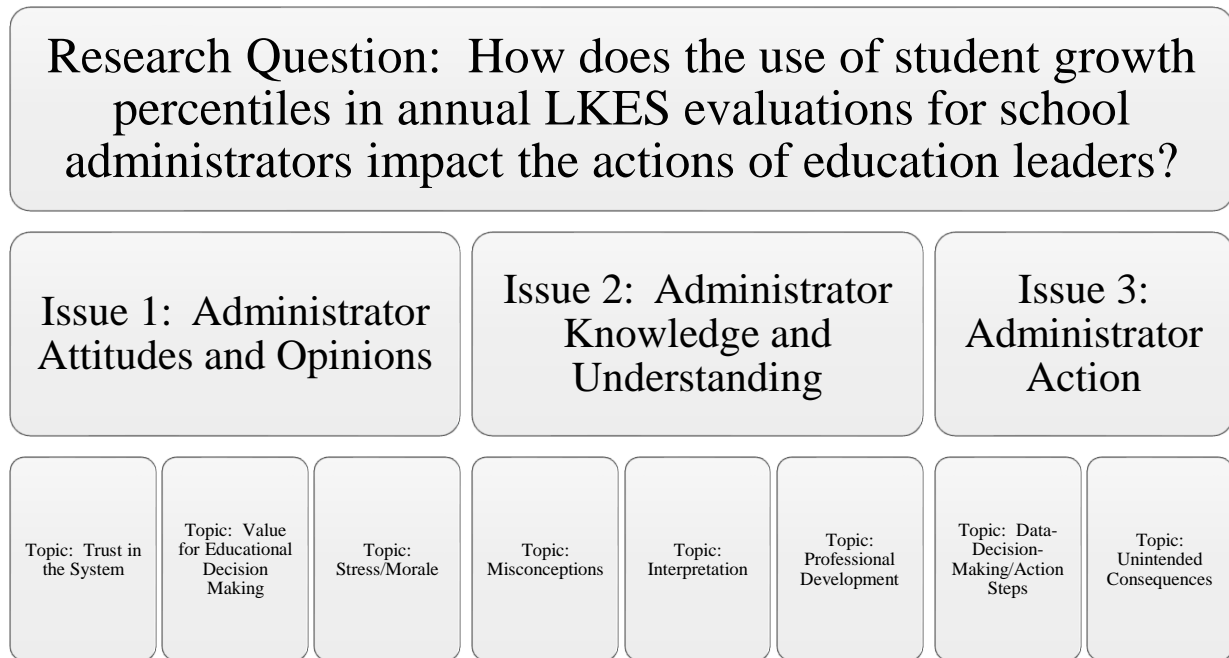 Research Question:  How does the use of student growth
percentiles in annual LKES evaluations for school
administrators impact the actions of education leaders?
Issue 1:  Administrator
Attitudes and Opinions
Issue 2:  Administrator
Knowledge and
Understanding
Issue 3:
Administrator
Action
Topic:  Trust in
the System
Topic:  Value
for Educational
Decision
Making
Topic:
Stress/Morale
Topic:
Misconceptions
Topic:
Interpretation
Topic:
Professional
Development
Topic:  Data-
Decision-
Making/Action
Steps
Topic:
Unintended
Consequences